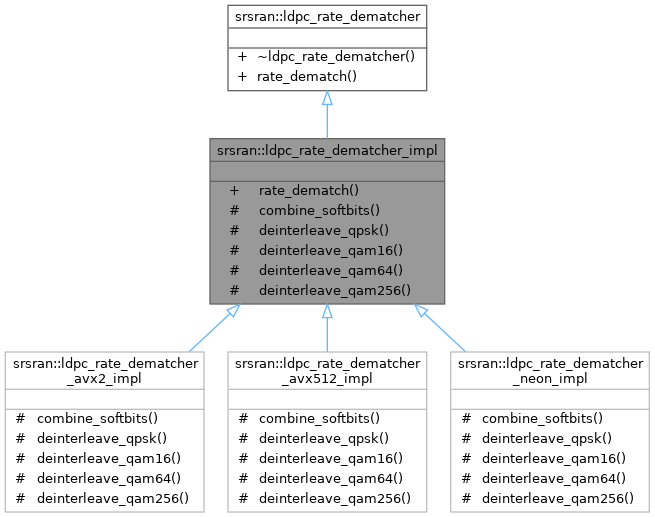 srsran::ldpc_rate_dematcher
+ ~ldpc_rate_dematcher()
+ rate_dematch()
srsran::ldpc_rate_dematcher_impl
+ rate_dematch()
# combine_softbits()
# deinterleave_qpsk()
# deinterleave_qam16()
# deinterleave_qam64()
# deinterleave_qam256()
srsran::ldpc_rate_dematcher
_avx2_impl
# combine_softbits()
# deinterleave_qpsk()
# deinterleave_qam16()
# deinterleave_qam64()
# deinterleave_qam256()
srsran::ldpc_rate_dematcher
_avx512_impl
# combine_softbits()
# deinterleave_qpsk()
# deinterleave_qam16()
# deinterleave_qam64()
# deinterleave_qam256()
srsran::ldpc_rate_dematcher
_neon_impl
# combine_softbits()
# deinterleave_qpsk()
# deinterleave_qam16()
# deinterleave_qam64()
# deinterleave_qam256()